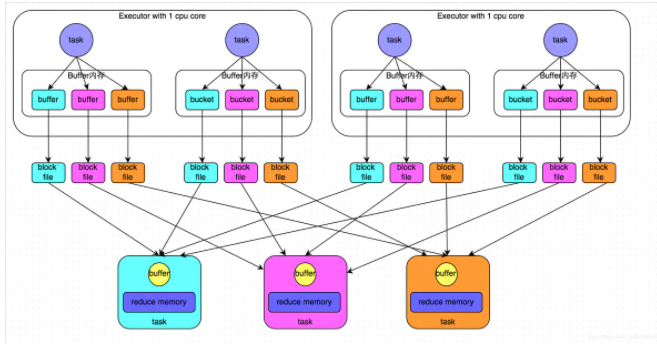 Executor with 1 cpu core
Executor with 1 cpu core
task
task
task
task
Buffer内存
Buffer内存
Buffer内存
Buffer内存
buffer
buffer
buffer
bucket
bucket
bucket
buffer
buffer
buffer
bucket
bucket
bucket
block
file
block
file
block
file
block
file
block
file
block
file
block
file
block
file
block
file
block
file
block
file
block
file
buffer
buffer
buffer
reduce memory
reduce memory
reduce memory
task
task
task